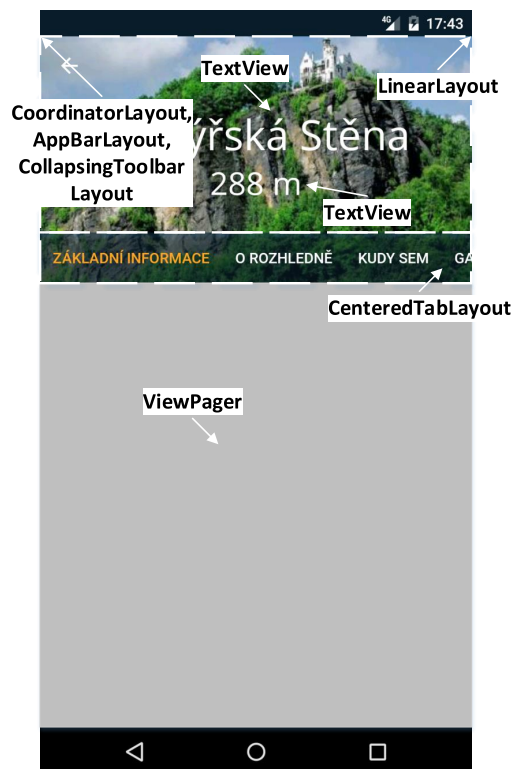 4G 17:43
TextView
LinearLayout
CoordinatorLayout,
AppBarLayout,
CollapsingToolbar
Layout
ýřská Stěna
288 m
TextView
ZÁKLADNÍ INFORMACE O ROZHLEDNĚ KUDY SEM GA
CenteredTabLayout
ViewPager